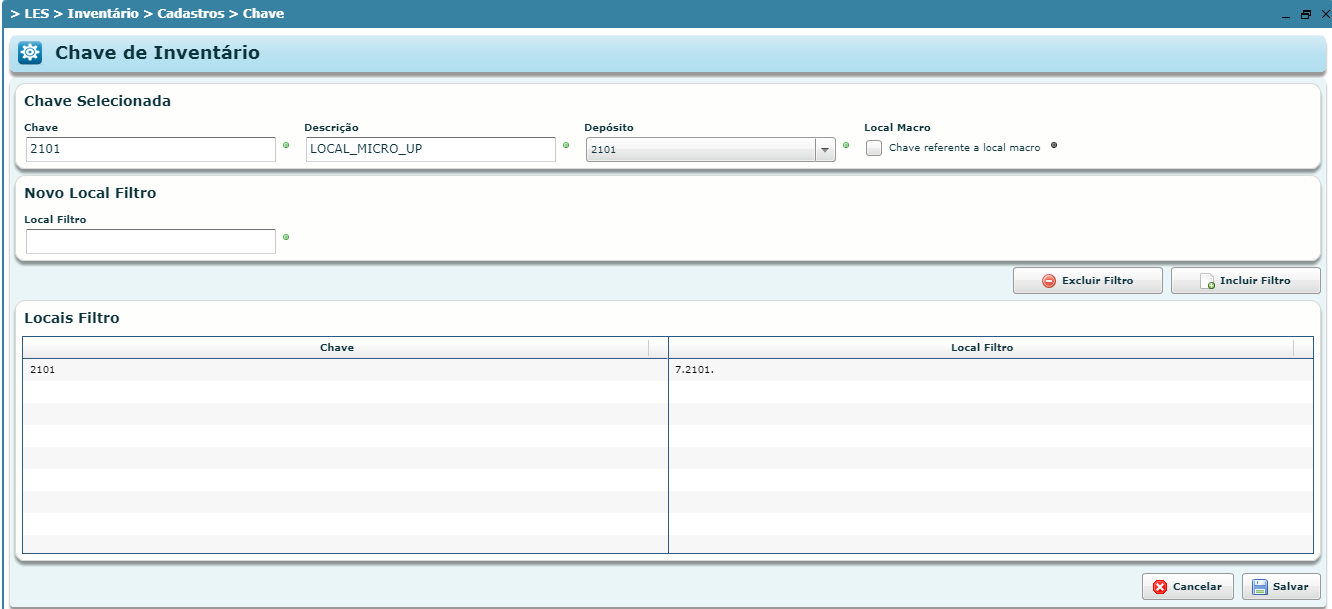 > LES > Inventário > Cadastros > Chave
Chave de Inventário
Chave Selecionada
Chave Descrição Depósito Local Macro
2101 LOCAL_MICRO_UP 2101 Chave referente a local macro
Novo Local Filtro
Local Filtro
Excluir Filtro Incluir Filtro
Locais Filtro
Chave Local Filtro
2101 7.2101.
Cancelar Salvar